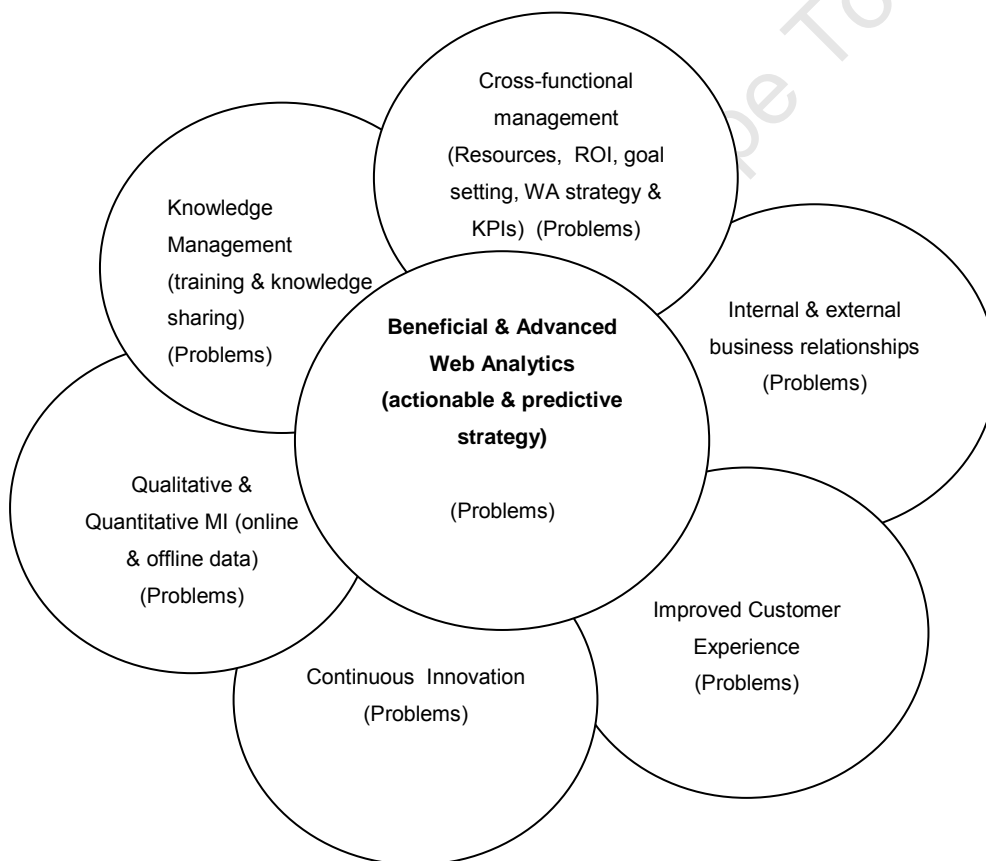 Cross-functional
management
(Resources, ROI, goal
setting, WA strategy &
KPIs) (Problems)
Knowledge
Management
(training & knowledge
sharing)
(Problems)
Internal & external
business relationships
(Problems)
Beneficial & Advanced
Web Analytics
(actionable & predictive
strategy)
(Problems)
Qualitative &
Quantitative MI (online
& offline data)
(Problems)
Improved Customer
Experience
(Problems)
Continuous Innovation
(Problems)
pe To